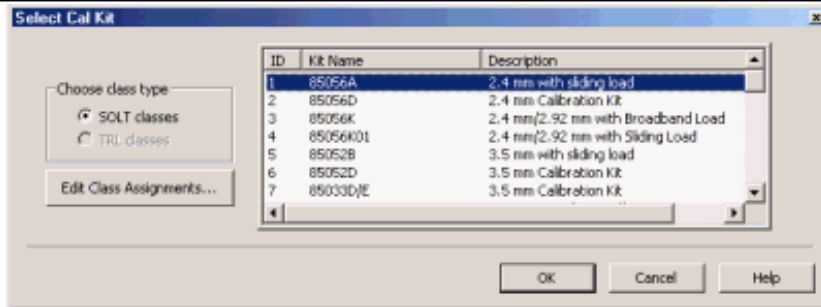 Select Cal Kit
Choose class type
SOLT classes
TRL classes
Edit Class Assignments...
ID Kit Name Description
1 85056A 2.4 mm with sliding load
2 85056D 2.4 mm Calibration Kit
3 85056K 2.4 mm/2.92 mm with Broadband Load
4 85056K01 2.4 mm/2.92 mm with Sliding Load
5 85052B 3.5 mm with sliding load
6 85052D 3.5 mm Calibration Kit
7 85033D/E 3.5 mm Calibration Kit
OK Cancel Help